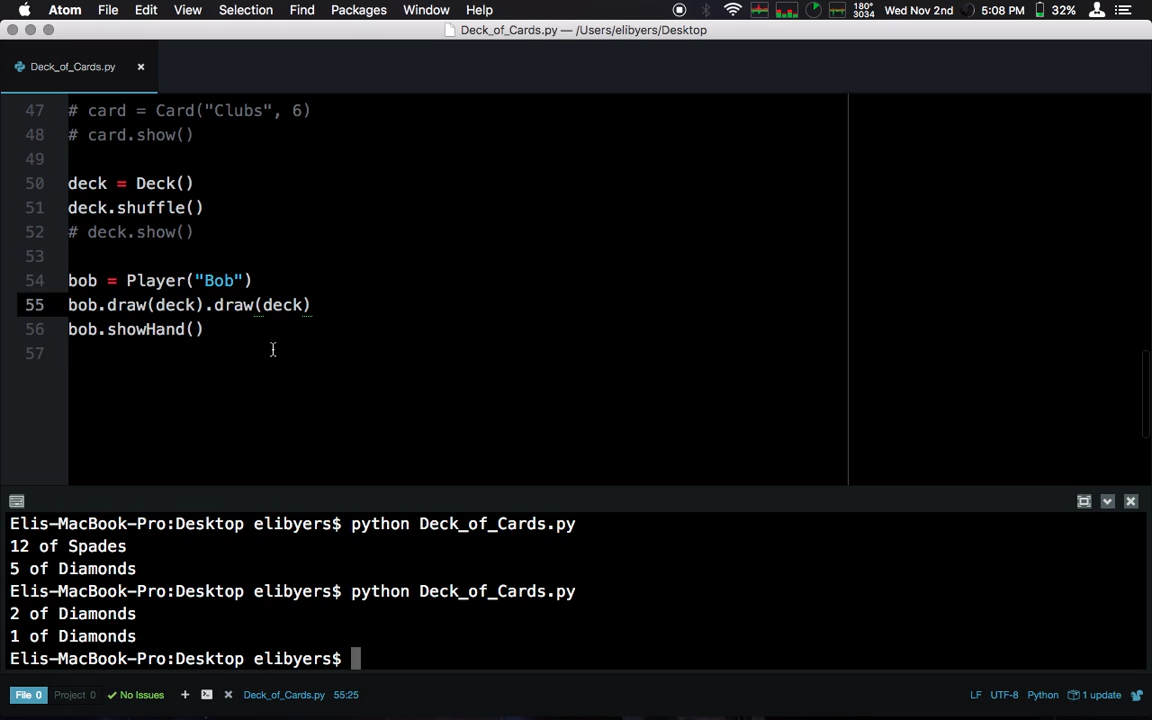 Atom File Edit View Selection Find Packages Window Help 180° 3034 Wed Nov 2nd 5:08 PM 32%
Deck_of_Cards.py — /Users/elibyers/Desktop
Deck_of_Cards.py ×
47 # card = Card("Clubs", 6)
48 # card.show()
49
50 deck = Deck()
51 deck.shuffle()
52 # deck.show()
53
54 bob = Player("Bob")
55 bob.draw(deck).draw(deck)
56 bob.showHand()
57
Elis-MacBook-Pro:Desktop elibyers$ python Deck_of_Cards.py
12 of Spades
5 of Diamonds
Elis-MacBook-Pro:Desktop elibyers$ python Deck_of_Cards.py
2 of Diamonds
1 of Diamonds
Elis-MacBook-Pro:Desktop elibyers$
File 0 Project 0 No Issues Deck_of_Cards.py 55:25 LF UTF-8 Python 1 update